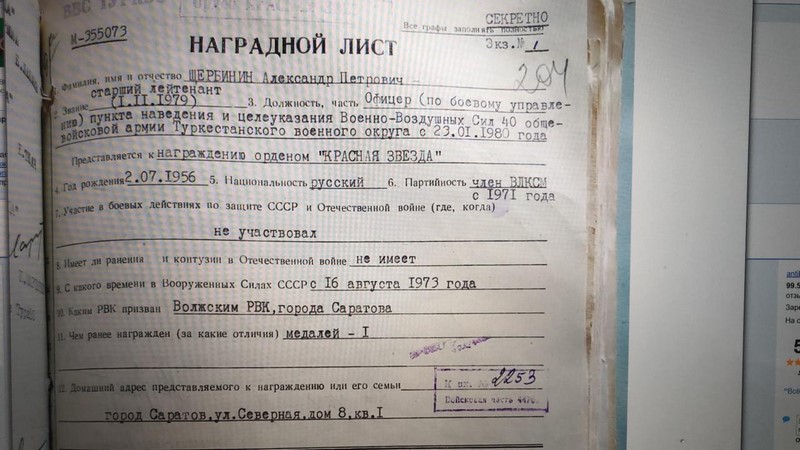 ВВС ТУРКВО
СЕКРЕТНО
Все графы заполнять полностью
Экз.№ 1
М-355073
НАГРАДНОЙ ЛИСТ
204
1. Фамилия, имя и отчество ЩЕРБИНИН Александр Петрович -
старший лейтенант
2. Звание (I.II.1979) 3. Должность, часть Офицер (по боевому управле-
нию) пункта наведения и целеуказания Военно-Воздушных Сил 40 обще-
войсковой армии Туркестанского военного округа с 23.01.1980 года
Представляется к награждению орденом "КРАСНАЯ ЗВЕЗДА"
4. Год рождения 2.07.1956 5. Национальность русский 6. Партийность член ВЛКСМ
с 1971 года
7. Участие в боевых действиях по защите СССР и Отечественной войне (где, когда)
не участвовал
8. Имеет ли ранения и контузии в Отечественной войне не имеет
9. С какого времени в Вооруженных Силах СССР с 16 августа 1973 года
10. Каким РВК призван Волжским РВК,города Саратова
11. Чем ранее награжден (за какие отличия) медалей - I
12. Домашний адрес представляемого к награждению или его семьи
К вх. № 2253
Войсковая часть
город Саратов,ул.Северная,дом 8,кв.I